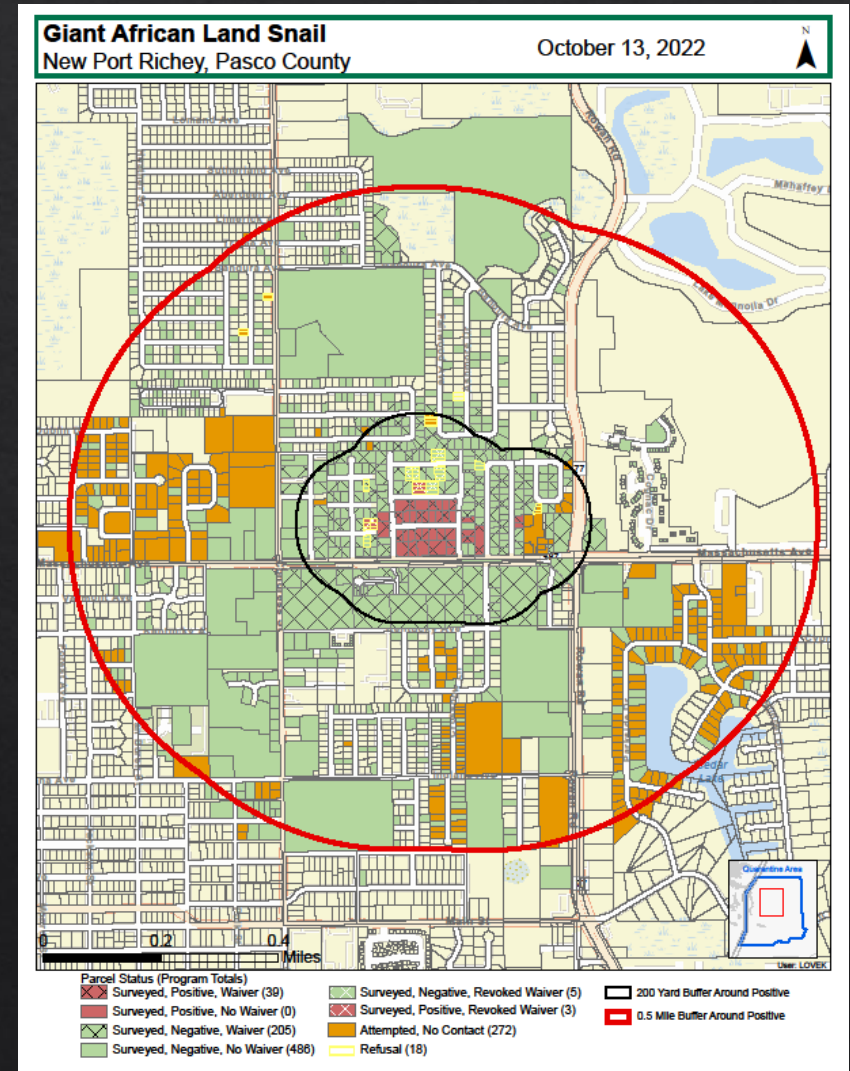 Giant African Land Snail
New Port Richey, Pasco County
October 13, 2022
N
Rowan Rd
Mahaffey
Massachusetts Ave
77
Cedar
Lake
Rowan Rd
Main St
0 0.2 0.4
Miles
Quarantine Area
User: LOVEK
Parcel Status (Program Totals)
Surveyed, Positive, Waiver (39)
Surveyed, Positive, No Waiver (0)
Surveyed, Negative, Waiver (205)
Surveyed, Negative, No Waiver (486)
Surveyed, Negative, Revoked Waiver (5)
Surveyed, Positive, Revoked Waiver (3)
Attempted, No Contact (272)
Refusal (18)
200 Yard Buffer Around Positive
0.5 Mile Buffer Around Positive